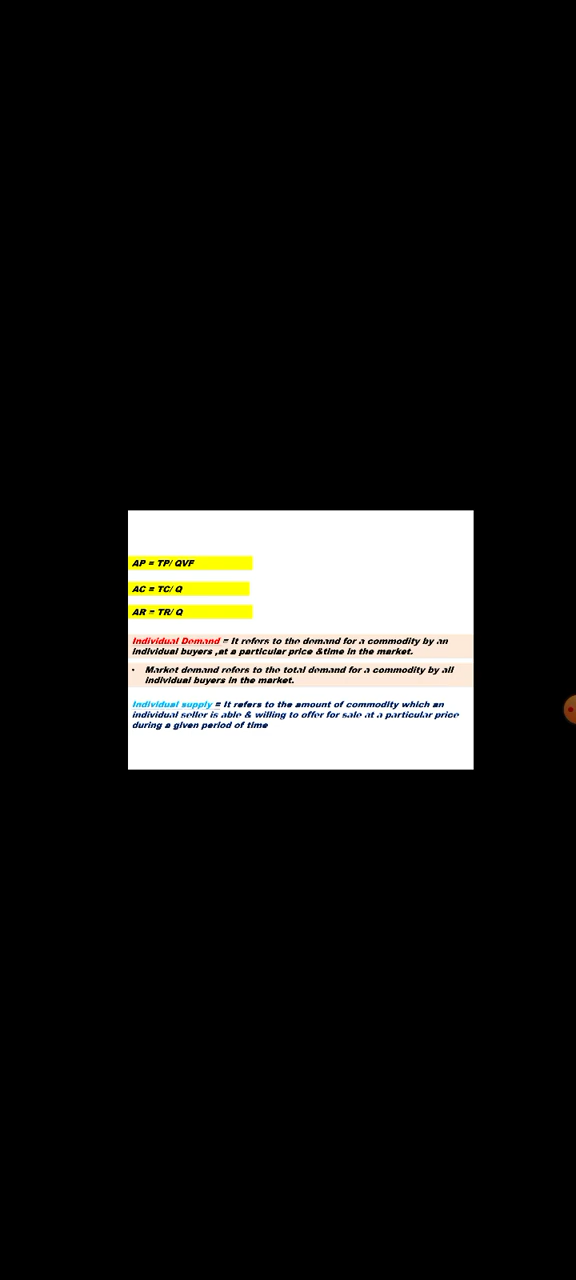 AP = TP/ QVF
AC = TC/ Q
AR = TR/ Q
Individual Demand = It refers to the demand for a commodity by an
individual buyers ,at a particular price &time in the market.
• Market demand refers to the total demand for a commodity by all
individual buyers in the market.
Individual supply = It refers to the amount of commodity which an
individual seller is able & willing to offer for sale at a particular price
during a given period of time